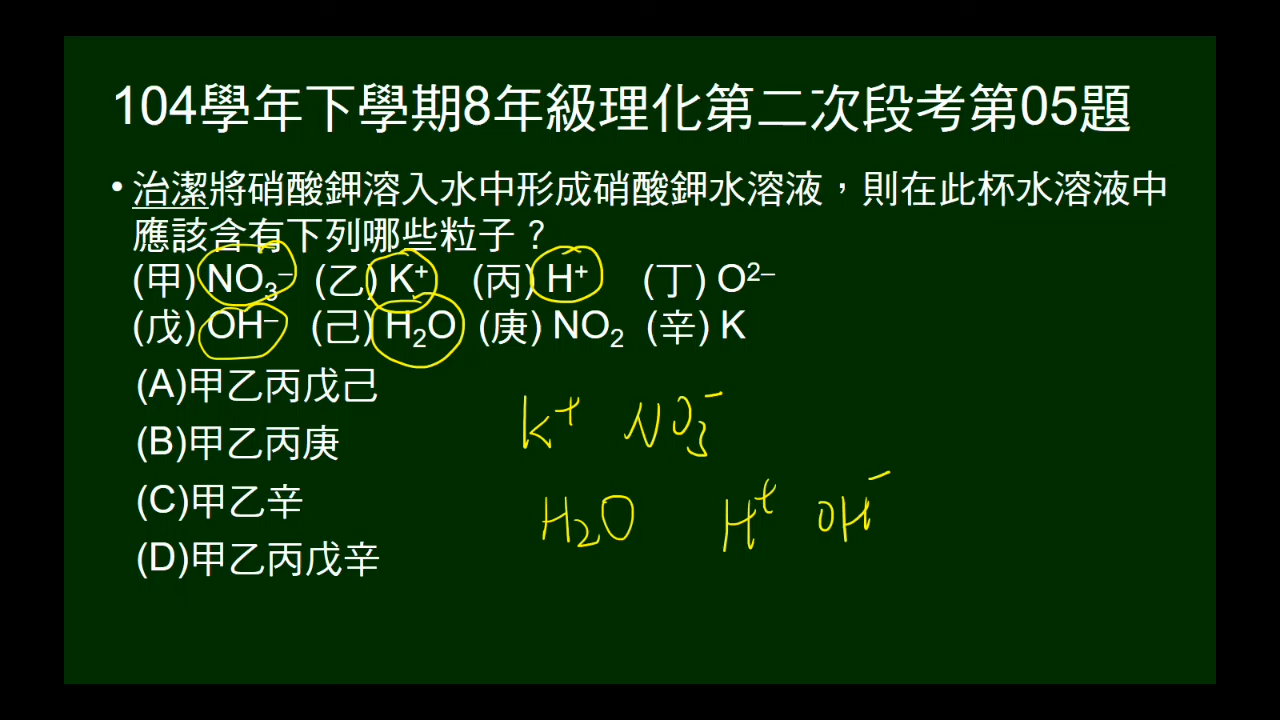 104學年下學期8年級理化第二次段考第05題
• 治潔將硝酸鉀溶入水中形成硝酸鉀水溶液，則在此杯水溶液中
應該含有下列哪些粒子？
(甲) NO₃⁻ (乙) K⁺ (丙) H⁺ (丁) O²⁻
(戊) OH⁻ (己) H₂O (庚) NO₂ (辛) K
(A)甲乙丙戊己
(B)甲乙丙庚
(C)甲乙辛
(D)甲乙丙戊辛
K⁺ NO₃⁻
H₂O H⁺ OH⁻